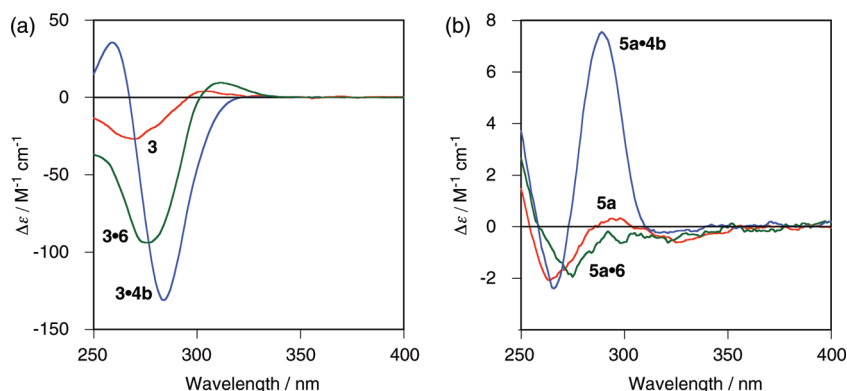 (a)
50
0
-50
-100
-150
Δε / M⁻¹ cm⁻¹
3
3•6
3•4b
250
300
350
400
Wavelength / nm
(b)
8
6
4
2
0
-2
Δε / M⁻¹ cm⁻¹
5a•4b
5a
5a•6
250
300
350
400
Wavelength / nm